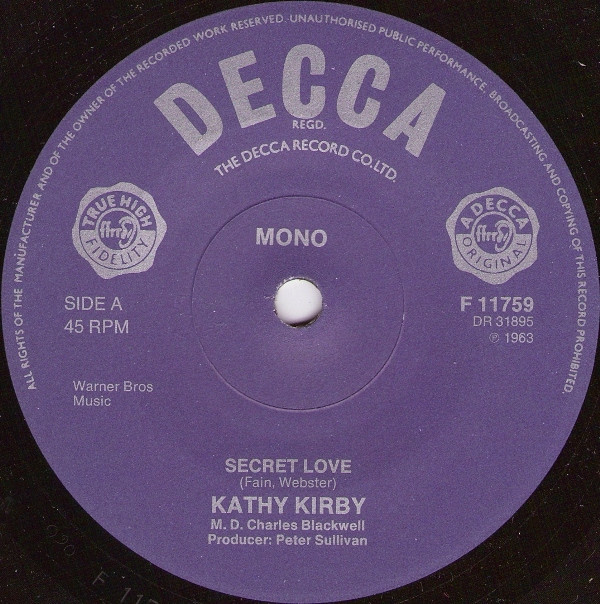 ALL RIGHTS OF THE MANUFACTURER AND OF THE OWNER OF THE RECORDED WORK RESERVED. UNAUTHORISED PUBLIC PERFORMANCE, BROADCASTING AND COPYING OF THIS RECORD PROHIBITED.
DECCA
REGD.
THE DECCA RECORD CO. LTD.
TRUE HIGH
ffrr
FIDELITY
A DECCA
ffrr
ORIGINAL
MONO
SIDE A
45 RPM
F 11759
DR 31895
℗ 1963
Warner Bros
Music
SECRET LOVE
(Fain, Webster)
KATHY KIRBY
M. D. Charles Blackwell
Producer: Peter Sullivan